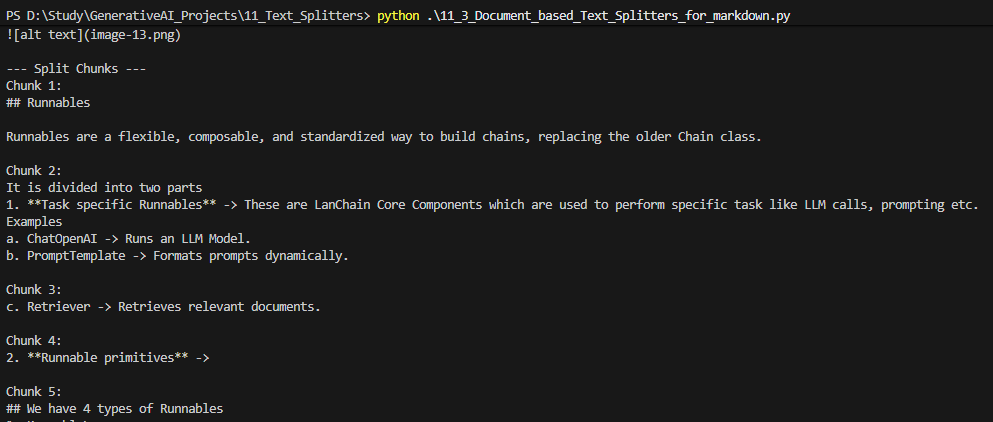 PS D:\Study\GenerativeAI_Projects\11_Text_Splitters> python .\11_3_Document_based_Text_Splitters_for_markdown.py
![alt text](image-13.png)
--- Split Chunks ---
Chunk 1:
## Runnables
Runnables are a flexible, composable, and standardized way to build chains, replacing the older Chain class.
Chunk 2:
It is divided into two parts
1. **Task specific Runnables** -> These are LanChain Core Components which are used to perform specific task like LLM calls, prompting etc.
Examples
a. ChatOpenAI -> Runs an LLM Model.
b. PromptTemplate -> Formats prompts dynamically.
Chunk 3:
c. Retriever -> Retrieves relevant documents.
Chunk 4:
2. **Runnable primitives** ->
Chunk 5:
## We have 4 types of Runnables